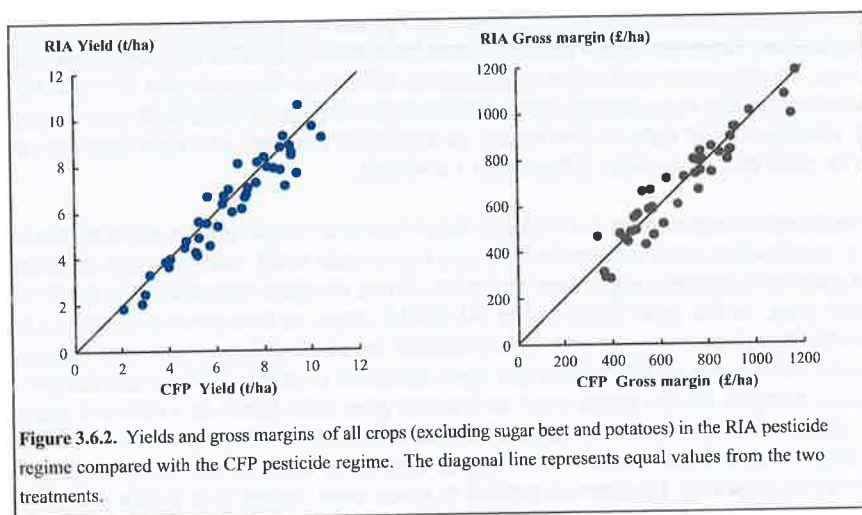 RIA Yield (t/ha)
12
10
8
6
4
2
0
0 2 4 6 8 10 12
CFP Yield (t/ha)
RIA Gross margin (£/ha)
1200
1000
800
600
400
200
0
0 200 400 600 800 1000 1200
CFP Gross margin (£/ha)
Figure 3.6.2. Yields and gross margins of all crops (excluding sugar beet and potatoes) in the RIA pesticide
regime compared with the CFP pesticide regime. The diagonal line represents equal values from the two
treatments.